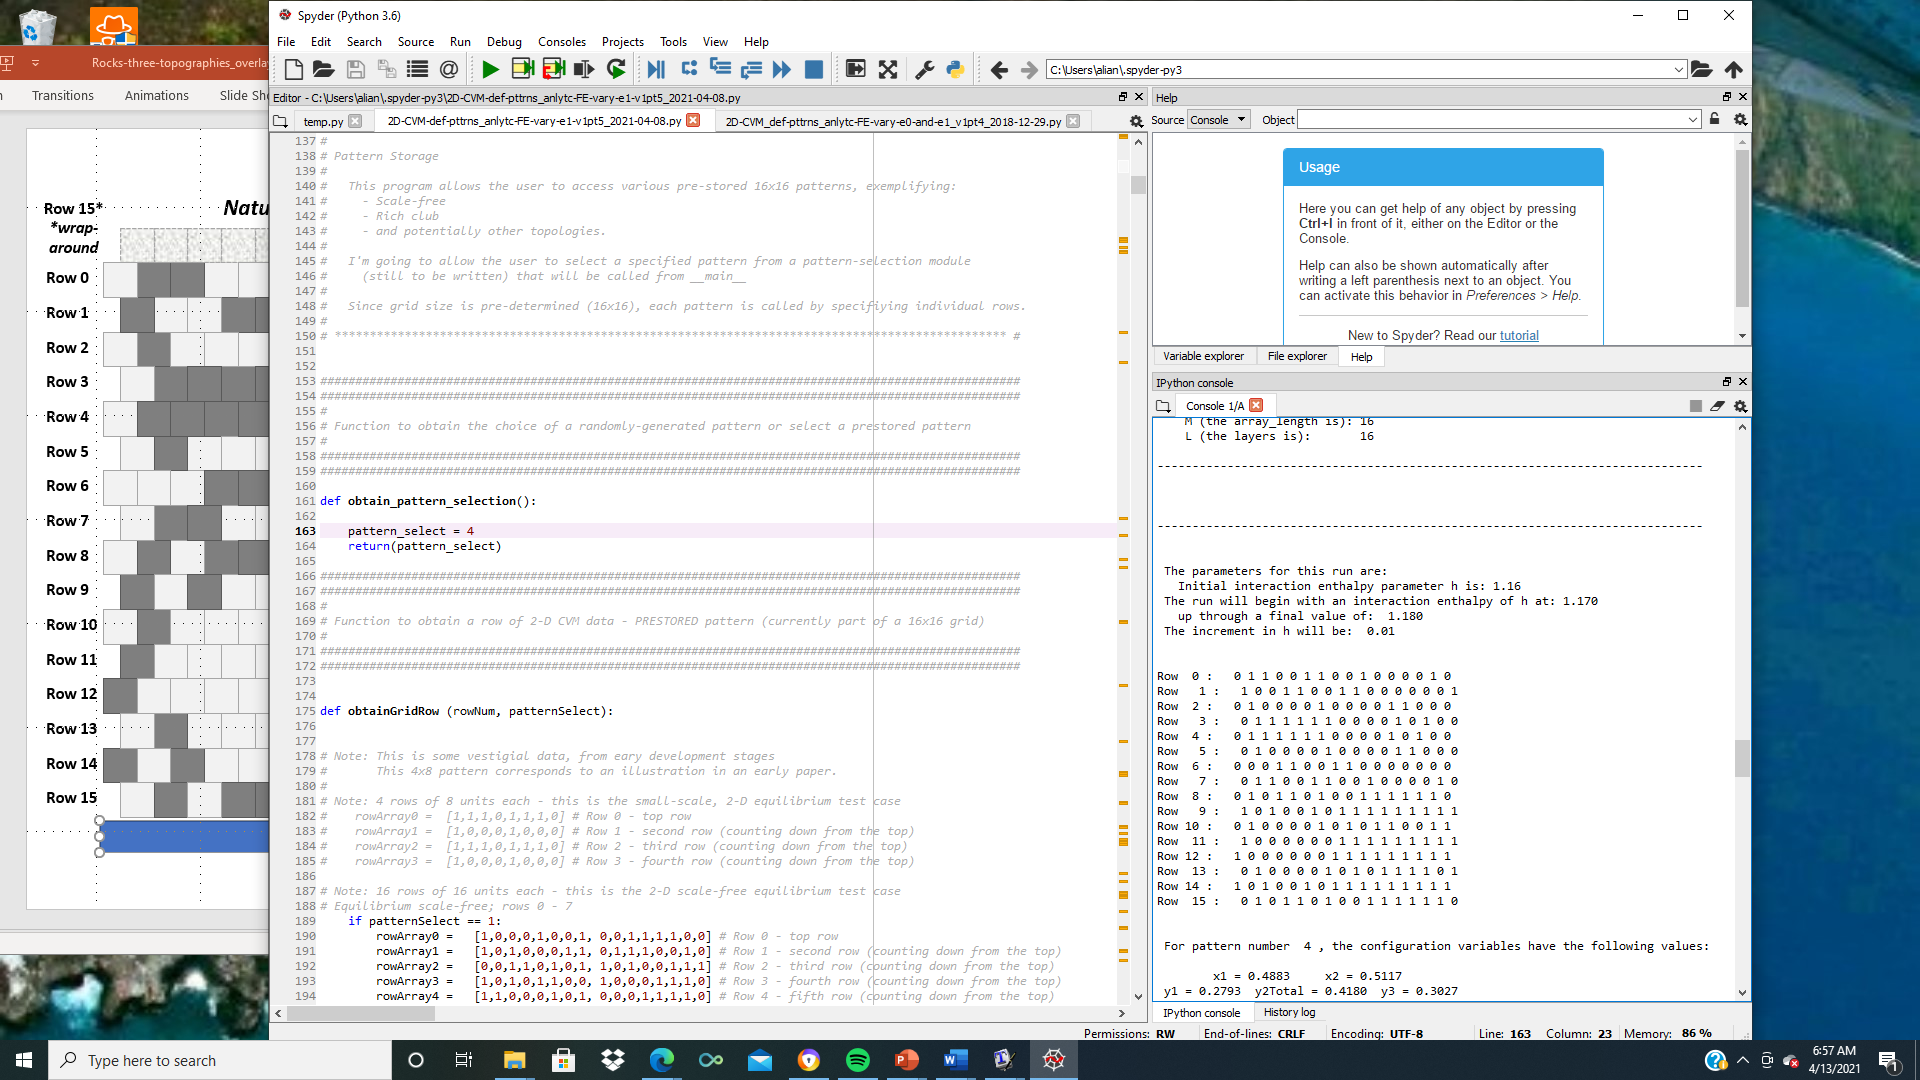 Spyder (Python 3.6)
File Edit Search Source Run Debug Consoles Projects Tools View Help
C:\Users\alian\.spyder-py3
Rocks-three-topographies_overla
Transitions Animations Slide Sh
Row 15*
*wrap-
around
Natu
Row 0
Row 1
Row 2
Row 3
Row 4
Row 5
Row 6
Row 7
Row 8
Row 9
Row 10
Row 11
Row 12
Row 13
Row 14
Row 15
Editor - C:\Users\alian\.spyder-py3\2D-CVM-def-pttrns_anlytc-FE-vary-e1-v1pt5_2021-04-08.py
temp.py 2D-CVM-def-pttrns_anlytc-FE-vary-e1-v1pt5_2021-04-08.py 2D-CVM_def-pttrns_anlytc-FE-vary-e0-and-e1_v1pt4_2018-12-29.py
137 #
138 # Pattern Storage
139 #
140 # This program allows the user to access various pre-stored 16x16 patterns, exemplifying:
141 # - Scale-free
142 # - Rich club
143 # - and potentially other topologies.
144 #
145 # I'm going to allow the user to select a specified pattern from a pattern-selection module
146 # (still to be written) that will be called from __main__
147 #
148 # Since grid size is pre-determined (16x16), each pattern is called by specifiying individual rows.
149 #
150 # ************************************************************************************************ #
151
152
153 ####################################################################################################
154 ####################################################################################################
155 #
156 # Function to obtain the choice of a randomly-generated pattern or select a prestored pattern
157 #
158 ####################################################################################################
159 ####################################################################################################
160
161 def obtain_pattern_selection():
162
163 pattern_select = 4
164 return(pattern_select)
165
166 ####################################################################################################
167 ####################################################################################################
168 #
169 # Function to obtain a row of 2-D CVM data - PRESTORED pattern (currently part of a 16x16 grid)
170 #
171 ####################################################################################################
172 ####################################################################################################
173
174
175 def obtainGridRow (rowNum, patternSelect):
176
177
178 # Note: This is some vestigial data, from eary development stages
179 # This 4x8 pattern corresponds to an illustration in an early paper.
180 #
181 # Note: 4 rows of 8 units each - this is the small-scale, 2-D equilibrium test case
182 # rowArray0 = [1,1,1,0,1,1,1,0] # Row 0 - top row
183 # rowArray1 = [1,0,0,0,1,0,0,0] # Row 1 - second row (counting down from the top)
184 # rowArray2 = [1,1,1,0,1,1,1,0] # Row 2 - third row (counting down from the top)
185 # rowArray3 = [1,0,0,0,1,0,0,0] # Row 3 - fourth row (counting down from the top)
186
187 # Note: 16 rows of 16 units each - this is the 2-D scale-free equilibrium test case
188 # Equilibrium scale-free; rows 0 - 7
189 if patternSelect == 1:
190 rowArray0 = [1,0,0,0,1,0,0,1, 0,0,1,1,1,1,0,0] # Row 0 - top row
191 rowArray1 = [1,0,1,0,0,0,1,1, 0,1,1,1,0,0,1,0] # Row 1 - second row (counting down from the top)
192 rowArray2 = [0,0,1,1,0,1,0,1, 1,0,1,0,0,1,1,1] # Row 2 - third row (counting down from the top)
193 rowArray3 = [1,0,1,0,1,1,0,0, 1,0,0,0,1,1,1,0] # Row 3 - fourth row (counting down from the top)
194 rowArray4 = [1,1,0,0,0,1,0,1, 0,0,0,1,1,1,1,0] # Row 4 - fifth row (counting down from the top)
Help
Source Console Object
Usage
Here you can get help of any object by pressing
Ctrl+I in front of it, either on the Editor or the
Console.
Help can also be shown automatically after
writing a left parenthesis next to an object. You
can activate this behavior in Preferences > Help.
New to Spyder? Read our tutorial
Variable explorer File explorer Help
IPython console
Console 1/A
M (the array_length is): 16
L (the layers is): 16
------------------------------------------------------------------------------
------------------------------------------------------------------------------
The parameters for this run are:
Initial interaction enthalpy parameter h is: 1.16
The run will begin with an interaction enthalpy of h at: 1.170
up through a final value of: 1.180
The increment in h will be: 0.01
Row 0 : 0 1 1 0 0 1 1 0 0 1 0 0 0 0 1 0
Row 1 : 1 0 0 1 1 0 0 1 1 0 0 0 0 0 0 1
Row 2 : 0 1 0 0 0 0 1 0 0 0 0 1 1 0 0 0
Row 3 : 0 1 1 1 1 1 1 0 0 0 0 1 0 1 0 0
Row 4 : 0 1 1 1 1 1 1 0 0 0 0 1 0 1 0 0
Row 5 : 0 1 0 0 0 0 1 0 0 0 0 1 1 0 0 0
Row 6 : 0 0 0 1 1 0 0 1 1 0 0 0 0 0 0 0
Row 7 : 0 1 1 0 0 1 1 0 0 1 0 0 0 0 1 0
Row 8 : 0 1 0 1 1 0 1 0 0 1 1 1 1 1 1 0
Row 9 : 1 0 1 0 0 1 0 1 1 1 1 1 1 1 1 1
Row 10 : 0 1 0 0 0 0 1 0 1 0 1 1 0 0 1 1
Row 11 : 1 0 0 0 0 0 0 1 1 1 1 1 1 1 1 1
Row 12 : 1 0 0 0 0 0 0 1 1 1 1 1 1 1 1 1
Row 13 : 0 1 0 0 0 0 1 0 1 0 1 1 1 1 0 1
Row 14 : 1 0 1 0 0 1 0 1 1 1 1 1 1 1 1 1
Row 15 : 0 1 0 1 1 0 1 0 0 1 1 1 1 1 1 0
For pattern number 4 , the configuration variables have the following values:
x1 = 0.4883 x2 = 0.5117
y1 = 0.2793 y2Total = 0.4180 y3 = 0.3027
IPython console History log
Permissions: RW End-of-lines: CRLF Encoding: UTF-8 Line: 163 Column: 23 Memory: 86 %
Type here to search
6:57 AM
4/13/2021
1